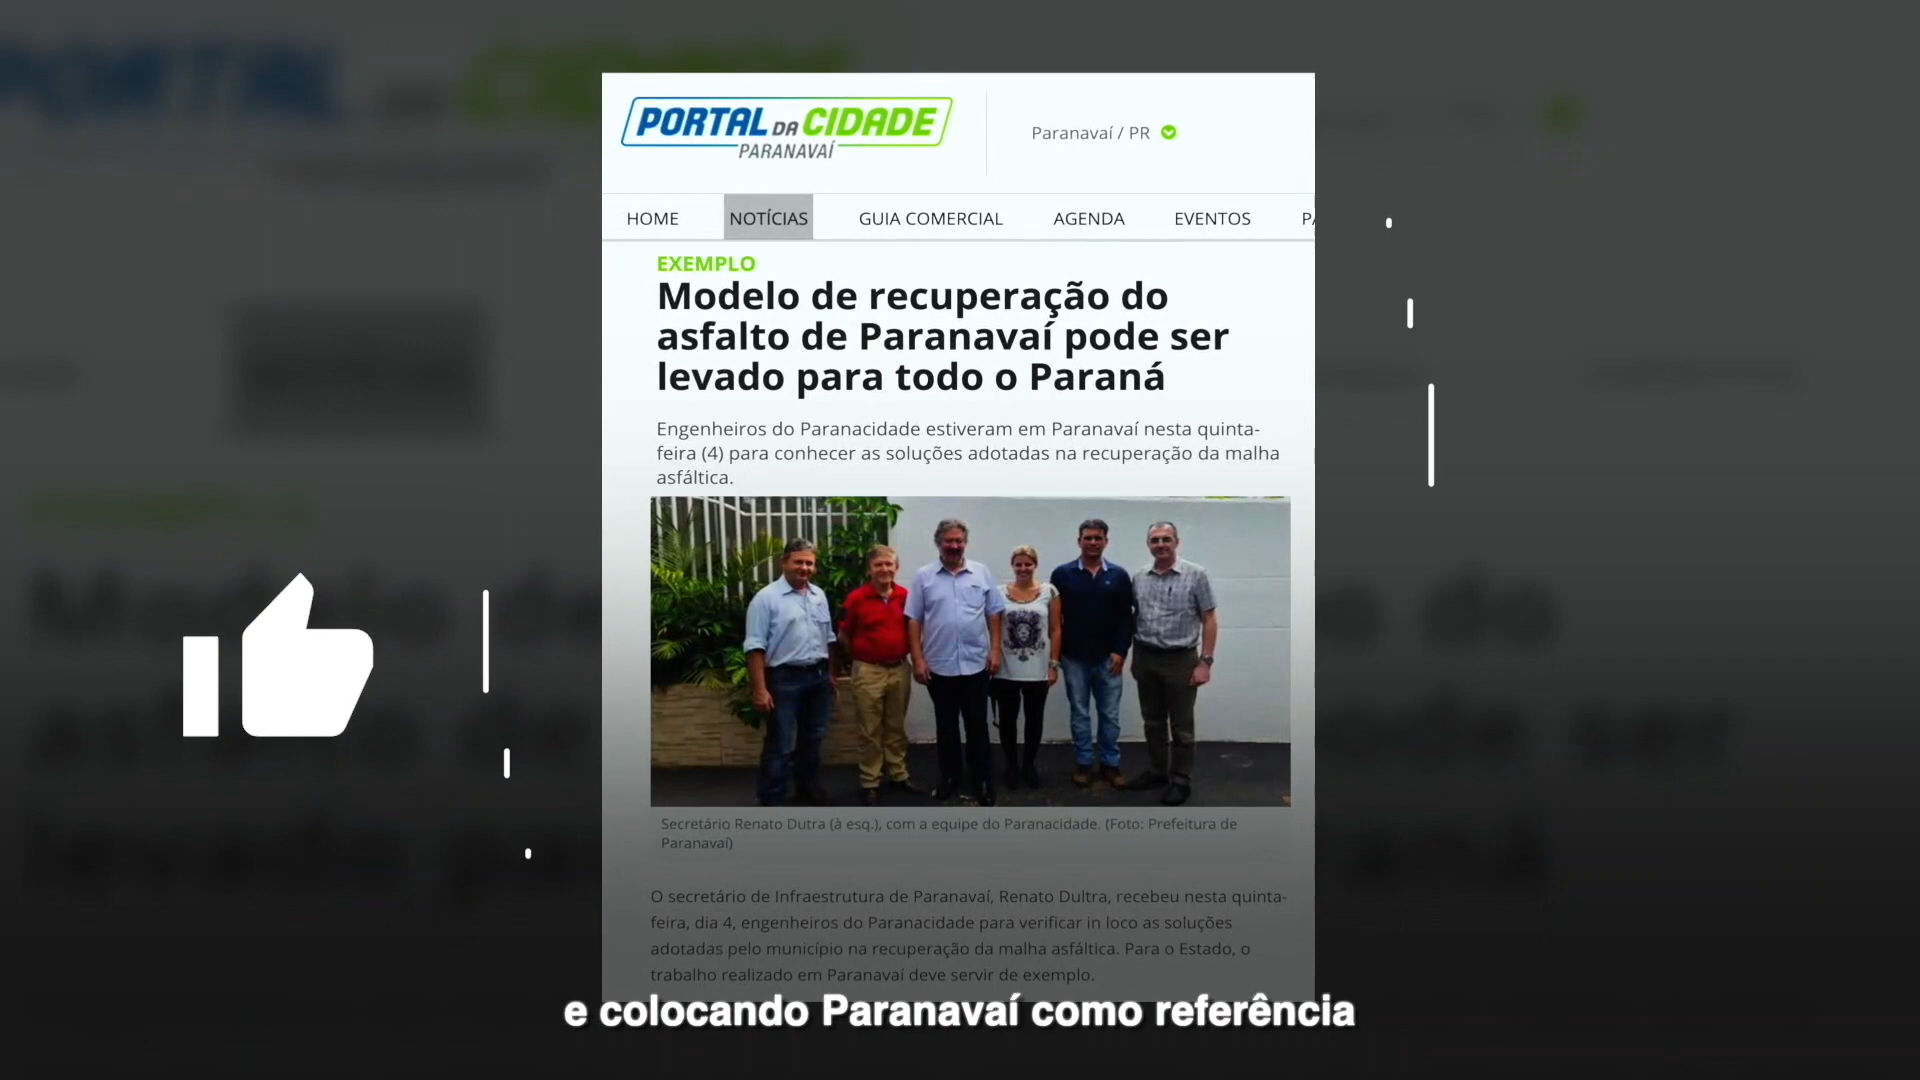 PORTAL DA CIDADE
PARANAVAÍ
Paranavaí / PR
HOME NOTÍCIAS GUIA COMERCIAL AGENDA EVENTOS PA
EXEMPLO
Modelo de recuperação do
asfalto de Paranavaí pode ser
levado para todo o Paraná
Engenheiros do Paranacidade estiveram em Paranavaí nesta quinta-
feira (4) para conhecer as soluções adotadas na recuperação da malha
asfáltica.
Secretário Renato Dutra (à esq.), com a equipe do Paranacidade. (Foto: Prefeitura de
Paranavaí)
O secretário de Infraestrutura de Paranavaí, Renato Dultra, recebeu nesta quinta-
feira, dia 4, engenheiros do Paranacidade para verificar in loco as soluções
adotadas pelo município na recuperação da malha asfáltica. Para o Estado, o
trabalho realizado em Paranavaí deve servir de exemplo.
e colocando Paranavaí como referência